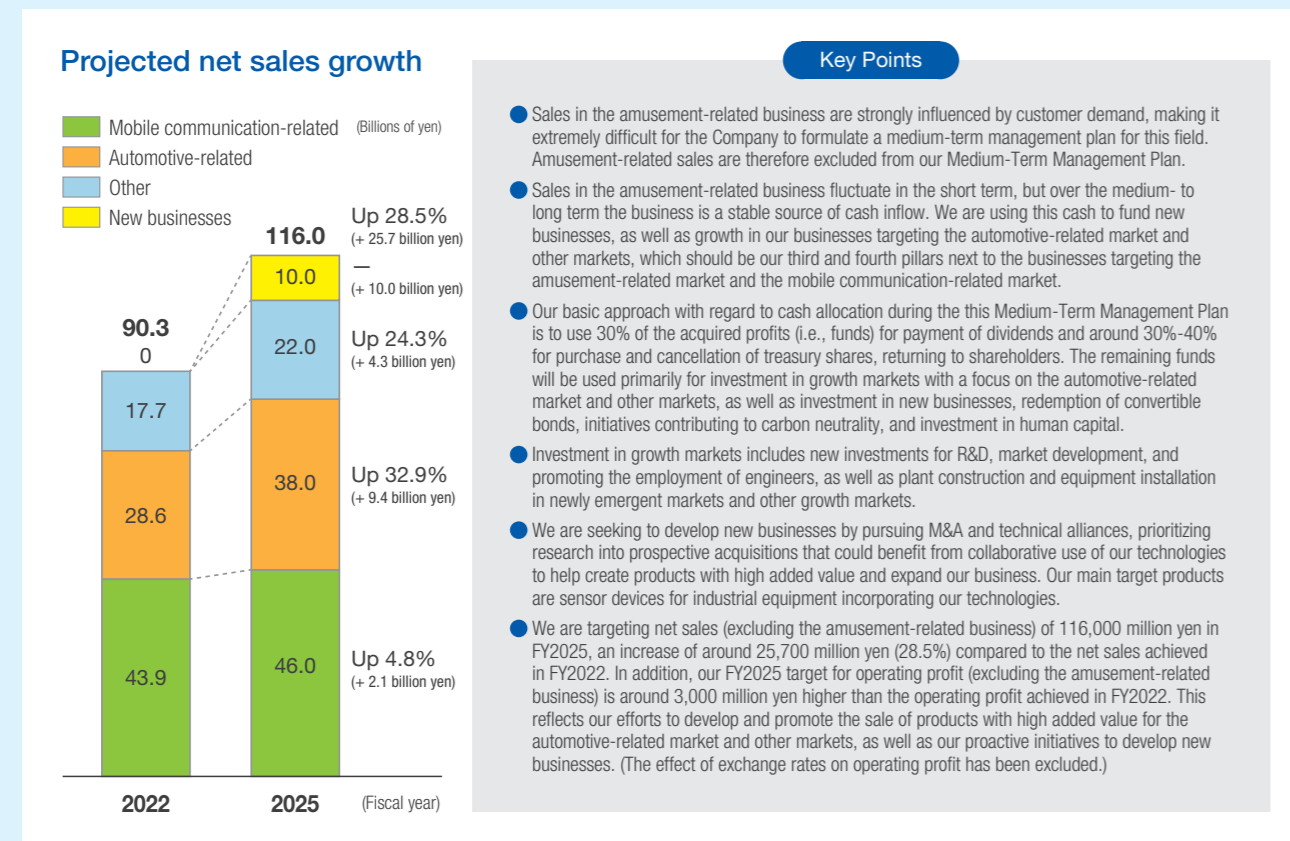 Projected net sales growth
Mobile communication-related (Billions of yen)
Automotive-related
Other
New businesses
Up 28.5%
(+ 25.7 billion yen)
116.0
—
(+ 10.0 billion yen)
10.0
90.3
0
Up 24.3%
(+ 4.3 billion yen)
22.0
17.7
Up 32.9%
(+ 9.4 billion yen)
38.0
28.6
Up 4.8%
(+ 2.1 billion yen)
46.0
43.9
2022 2025 (Fiscal year)
Key Points
Sales in the amusement-related business are strongly influenced by customer demand, making it
extremely difficult for the Company to formulate a medium-term management plan for this field.
Amusement-related sales are therefore excluded from our Medium-Term Management Plan.
Sales in the amusement-related business fluctuate in the short term, but over the medium- to
long term the business is a stable source of cash inflow. We are using this cash to fund new
businesses, as well as growth in our businesses targeting the automotive-related market and
other markets, which should be our third and fourth pillars next to the businesses targeting the
amusement-related market and the mobile communication-related market.
Our basic approach with regard to cash allocation during the this Medium-Term Management Plan
is to use 30% of the acquired profits (i.e., funds) for payment of dividends and around 30%-40%
for purchase and cancellation of treasury shares, returning to shareholders. The remaining funds
will be used primarily for investment in growth markets with a focus on the automotive-related
market and other markets, as well as investment in new businesses, redemption of convertible
bonds, initiatives contributing to carbon neutrality, and investment in human capital.
Investment in growth markets includes new investments for R&D, market development, and
promoting the employment of engineers, as well as plant construction and equipment installation
in newly emergent markets and other growth markets.
We are seeking to develop new businesses by pursuing M&A and technical alliances, prioritizing
research into prospective acquisitions that could benefit from collaborative use of our technologies
to help create products with high added value and expand our business. Our main target products
are sensor devices for industrial equipment incorporating our technologies.
We are targeting net sales (excluding the amusement-related business) of 116,000 million yen in
FY2025, an increase of around 25,700 million yen (28.5%) compared to the net sales achieved
in FY2022. In addition, our FY2025 target for operating profit (excluding the amusement-related
business) is around 3,000 million yen higher than the operating profit achieved in FY2022. This
reflects our efforts to develop and promote the sale of products with high added value for the
automotive-related market and other markets, as well as our proactive initiatives to develop new
businesses. (The effect of exchange rates on operating profit has been excluded.)